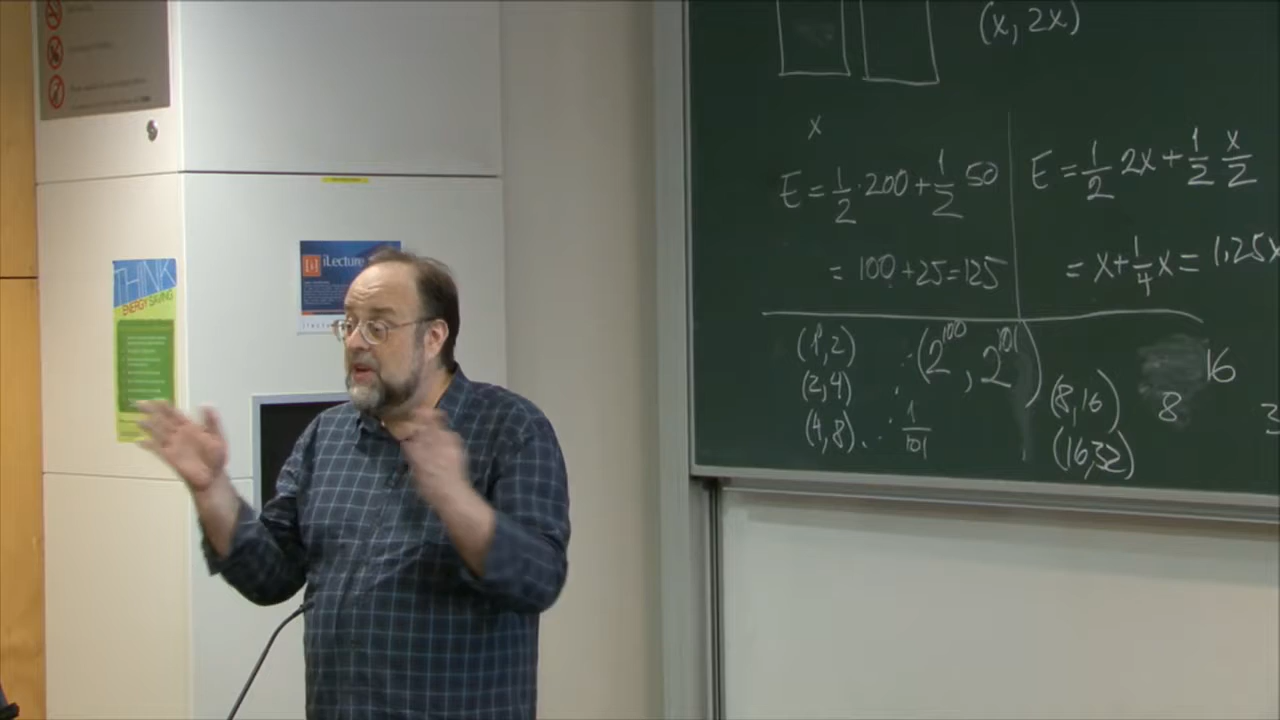 (x, 2x)
x
E = 1/2 · 200 + 1/2 50
= 100 + 25 = 125
E = 1/2 2x + 1/2 x/2
= x + 1/4 x = 1,25x
(1, 2)
(2, 4)
(4, 8) . . .
(2^100, 2^101)
1/101
(8, 16)
(16, 32)
16
8
THINK
ENERGY SAVING
iLecture